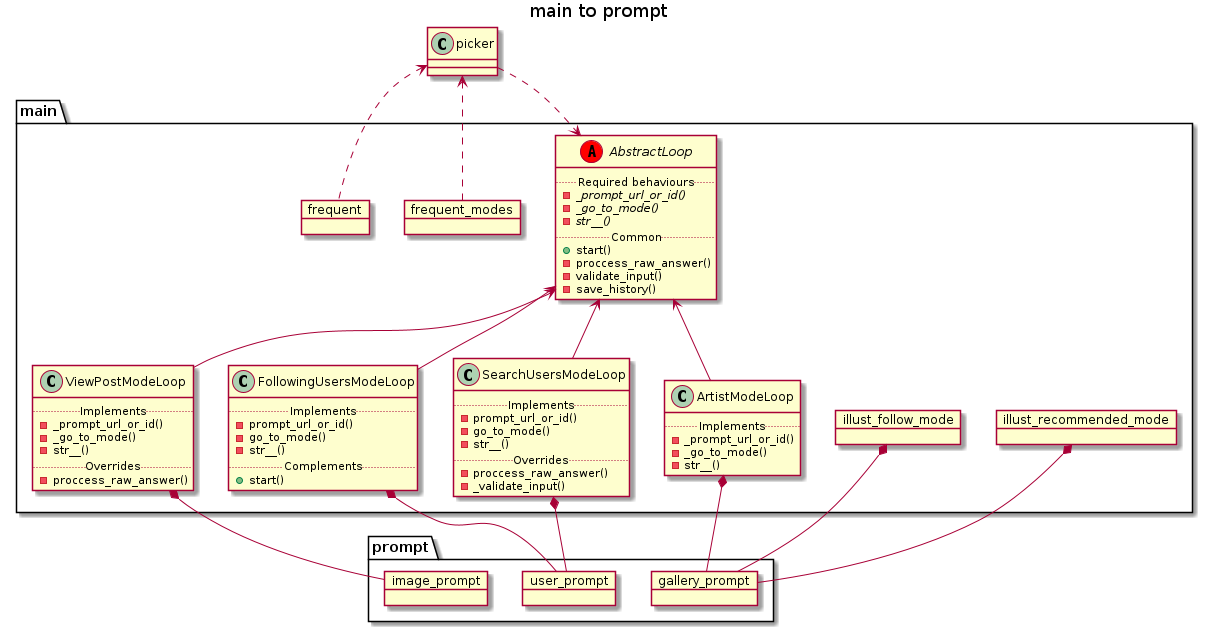 main to prompt
C picker
main
A AbstractLoop
Required behaviours
_prompt_url_or_id()
_go_to_mode()
str__()
Common
start()
proccess_raw_answer()
validate_input()
save_history()
frequent
frequent_modes
C ViewPostModeLoop
Implements
_prompt_url_or_id()
_go_to_mode()
str__()
Overrides
proccess_raw_answer()
C FollowingUsersModeLoop
Implements
prompt_url_or_id()
go_to_mode()
str__()
Complements
start()
C SearchUsersModeLoop
Implements
prompt_url_or_id()
go_to_mode()
str__()
Overrides
proccess_raw_answer()
_validate_input()
C ArtistModeLoop
Implements
_prompt_url_or_id()
_go_to_mode()
str__()
illust_follow_mode
illust_recommended_mode
prompt
image_prompt
user_prompt
gallery_prompt